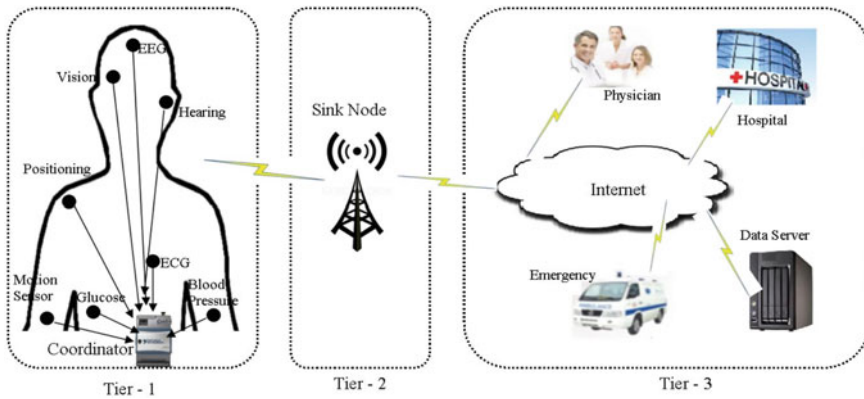 EEG
Vision
Hearing
Positioning
ECG
Motion
Sensor
Glucose
Blood
Pressure
Coordinator
Tier - 1
Sink Node
Tier - 2
Physician
HOSPITAL
Hospital
Internet
Emergency
Data Server
AMBULANCE
Tier - 3